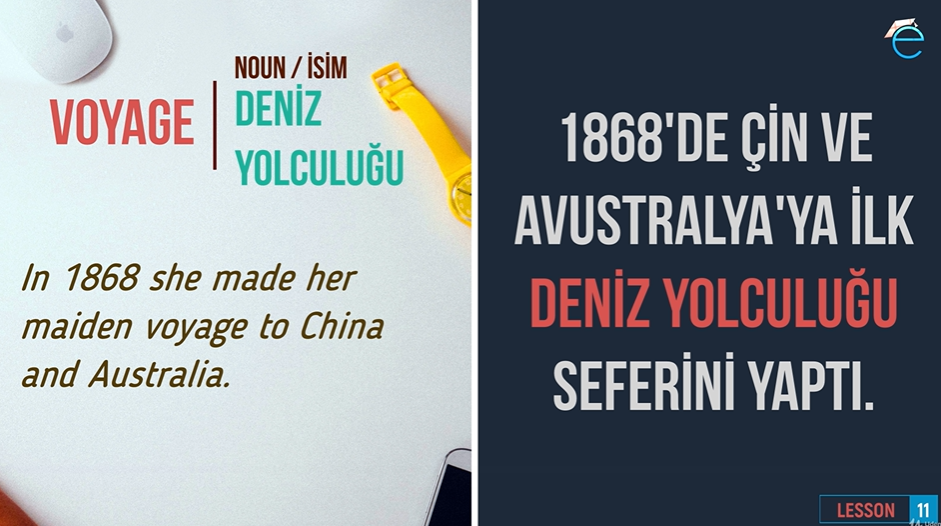 VOYAGE
NOUN / İSİM
DENİZ
YOLCULUĞU
In 1868 she made her
maiden voyage to China
and Australia.
1868'DE ÇİN VE
AVUSTRALYA'YA İLK
DENİZ YOLCULUĞU
SEFERİNİ YAPTI.
e
LESSON 11